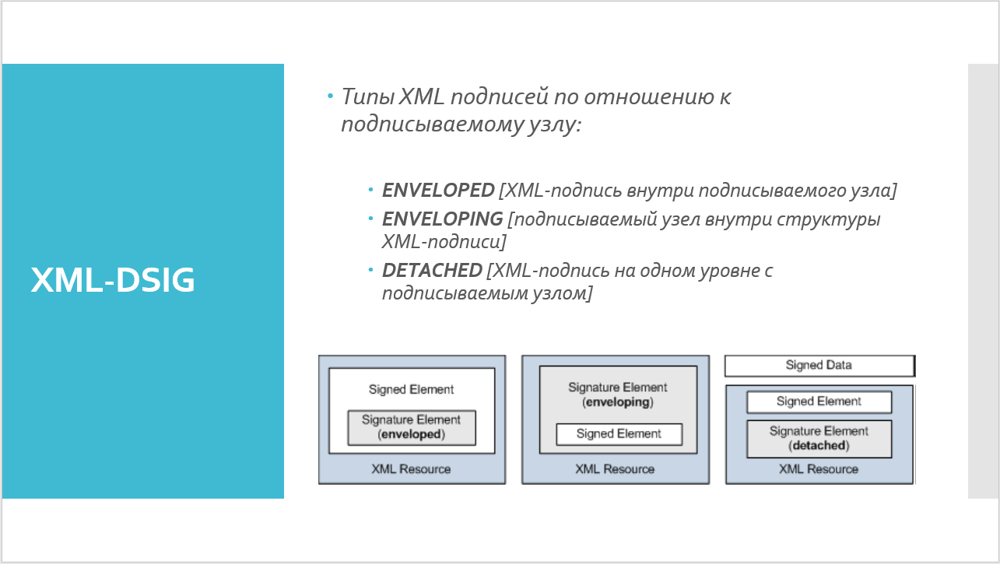 XML-DSIG
Типы XML подписей по отношению к
подписываемому узлу:
ENVELOPED [XML-подпись внутри подписываемого узла]
ENVELOPING [подписываемый узел внутри структуры
XML-подписи]
DETACHED [XML-подпись на одном уровне с
подписываемым узлом]
Signed Element
Signature Element
(enveloped)
XML Resource
Signature Element
(enveloping)
Signed Element
XML Resource
Signed Data
Signed Element
Signature Element
(detached)
XML Resource